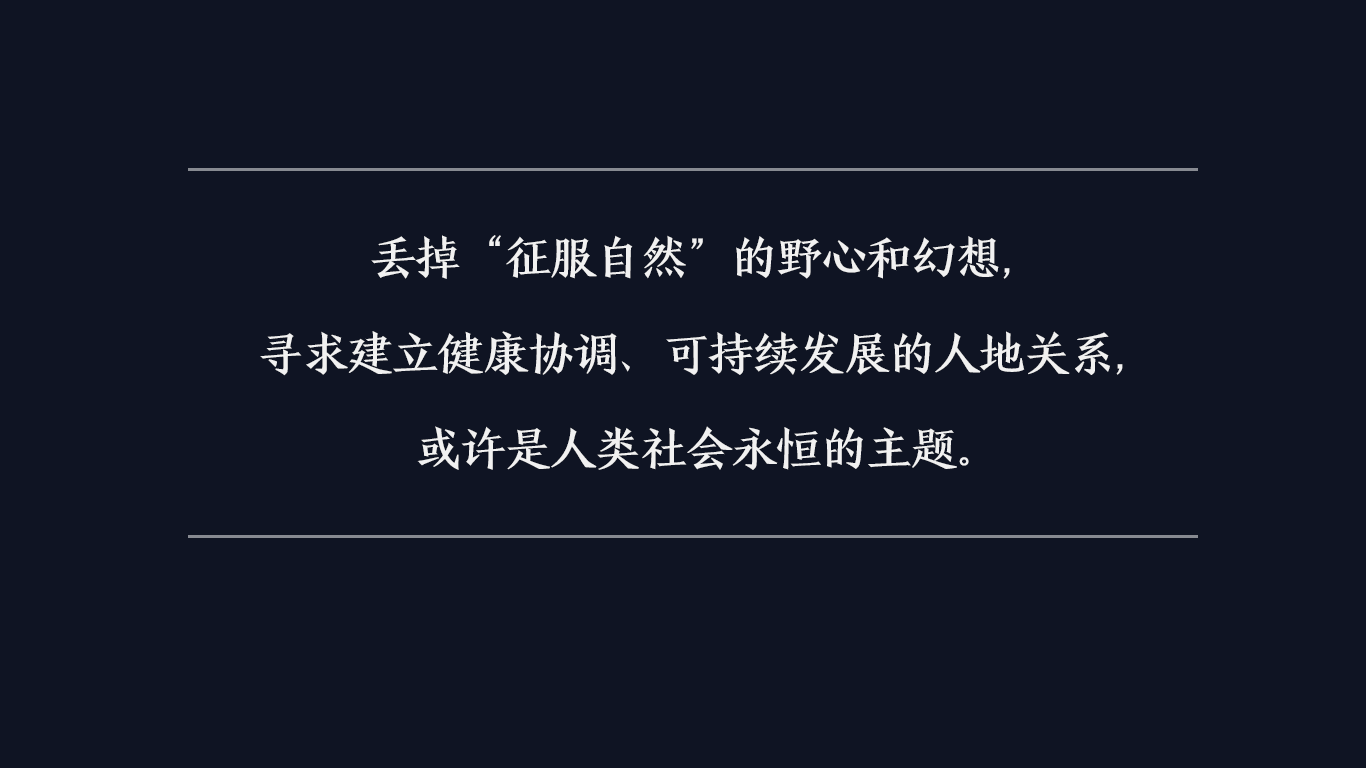 丢掉“征服自然”的野心和幻想,
寻求建立健康协调、可持续发展的人地关系,
或许是人类社会永恒的主题。